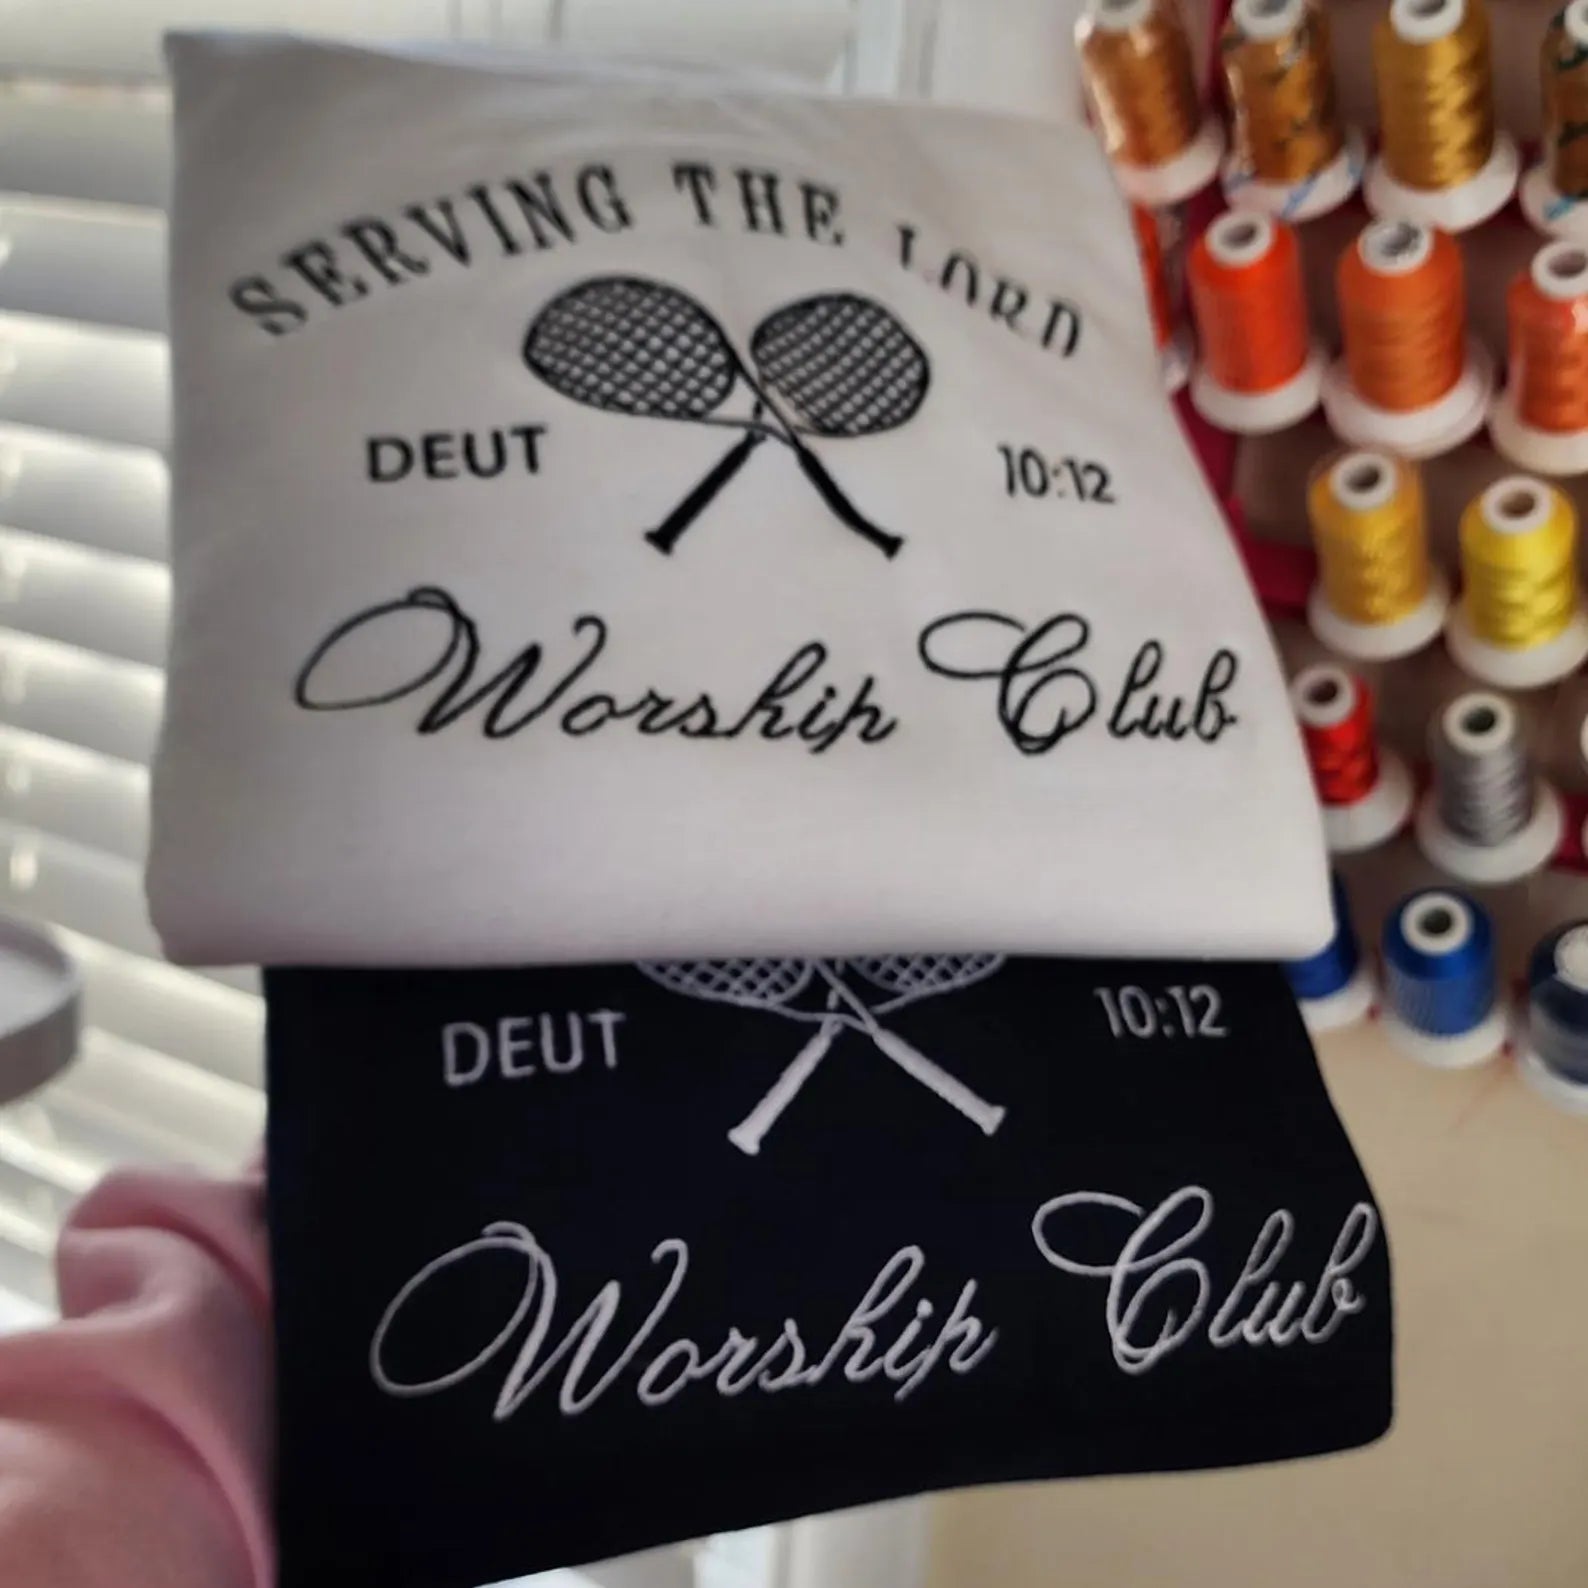 SERVING THE LORD
DEUT 10:12
Worship Club
DEUT 10:12
Worship Club